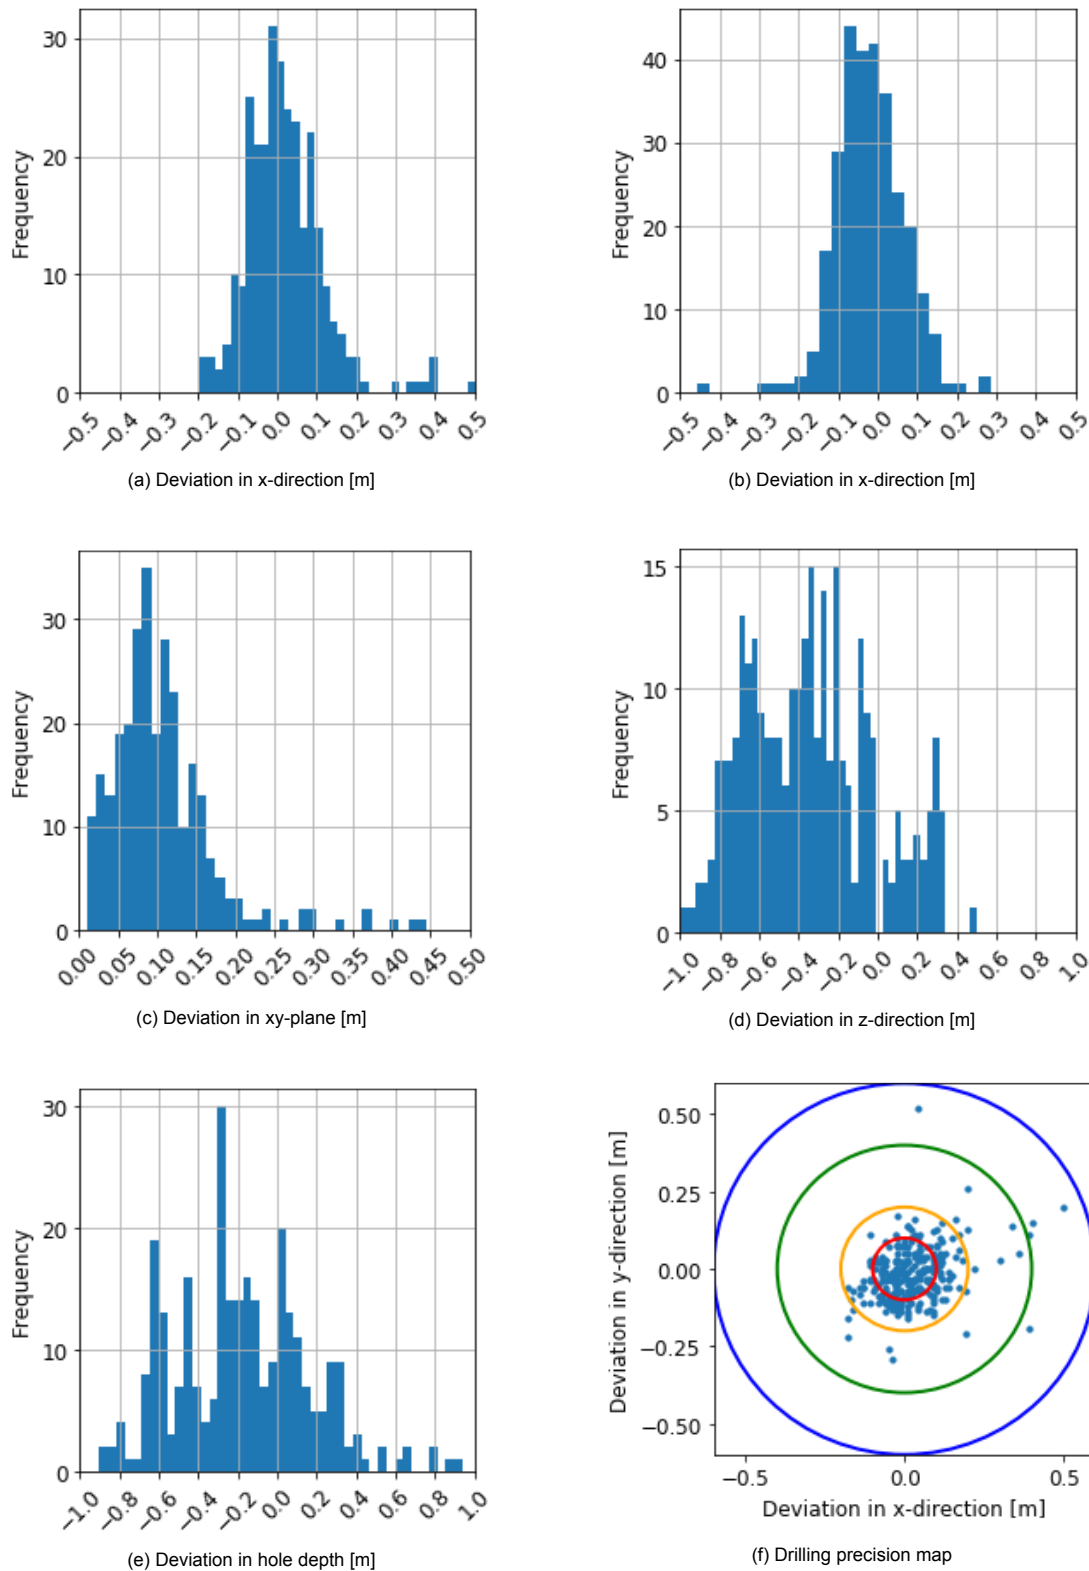 30
20
10
0
Frequency
−0.5 −0.4 −0.3 −0.2 −0.1 0.0 0.1 0.2 0.3 0.4 0.5
(a) Deviation in x-direction [m]
40
30
20
10
0
Frequency
−0.5 −0.4 −0.3 −0.2 −0.1 0.0 0.1 0.2 0.3 0.4 0.5
(b) Deviation in x-direction [m]
30
20
10
0
Frequency
0.00 0.05 0.10 0.15 0.20 0.25 0.30 0.35 0.40 0.45 0.50
(c) Deviation in xy-plane [m]
15
10
5
0
Frequency
−1.0 −0.8 −0.6 −0.4 −0.2 0.0 0.2 0.4 0.6 0.8 1.0
(d) Deviation in z-direction [m]
30
20
10
0
Frequency
−1.0 −0.8 −0.6 −0.4 −0.2 0.0 0.2 0.4 0.6 0.8 1.0
(e) Deviation in hole depth [m]
0.50
0.25
0.00
−0.25
−0.50
Deviation in y-direction [m]
−0.5 0.0 0.5
Deviation in x-direction [m]
(f) Drilling precision map